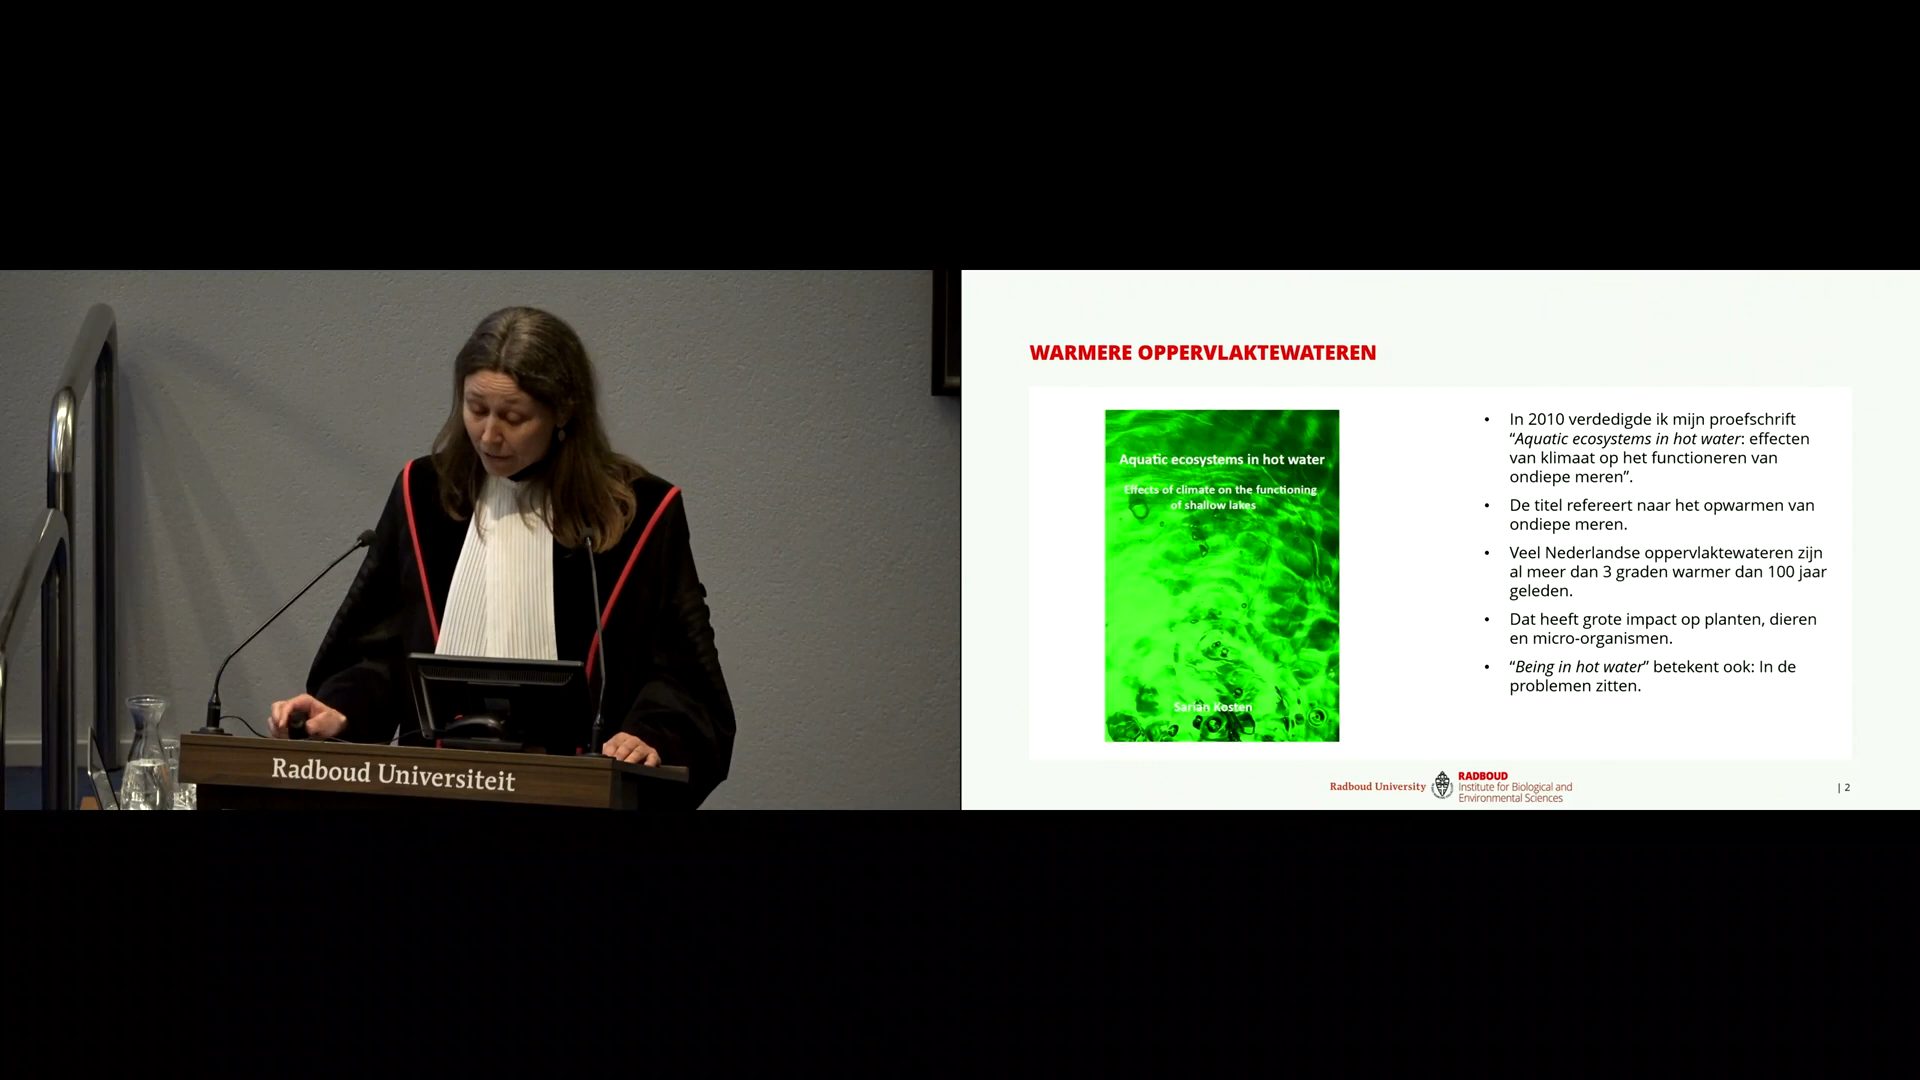 Radboud Universiteit
WARMERE OPPERVLAKTEWATEREN
Aquatic ecosystems in hot water
Effects of climate on the functioning
of shallow lakes
Sarian Kosten
• In 2010 verdedigde ik mijn proefschrift
“Aquatic ecosystems in hot water: effecten
van klimaat op het functioneren van
ondiepe meren”.
• De titel refereert naar het opwarmen van
ondiepe meren.
• Veel Nederlandse oppervlaktewateren zijn
al meer dan 3 graden warmer dan 100 jaar
geleden.
• Dat heeft grote impact op planten, dieren
en micro-organismen.
• “Being in hot water” betekent ook: In de
problemen zitten.
Radboud University
RADBOUD
Institute for Biological and
Environmental Sciences
| 2